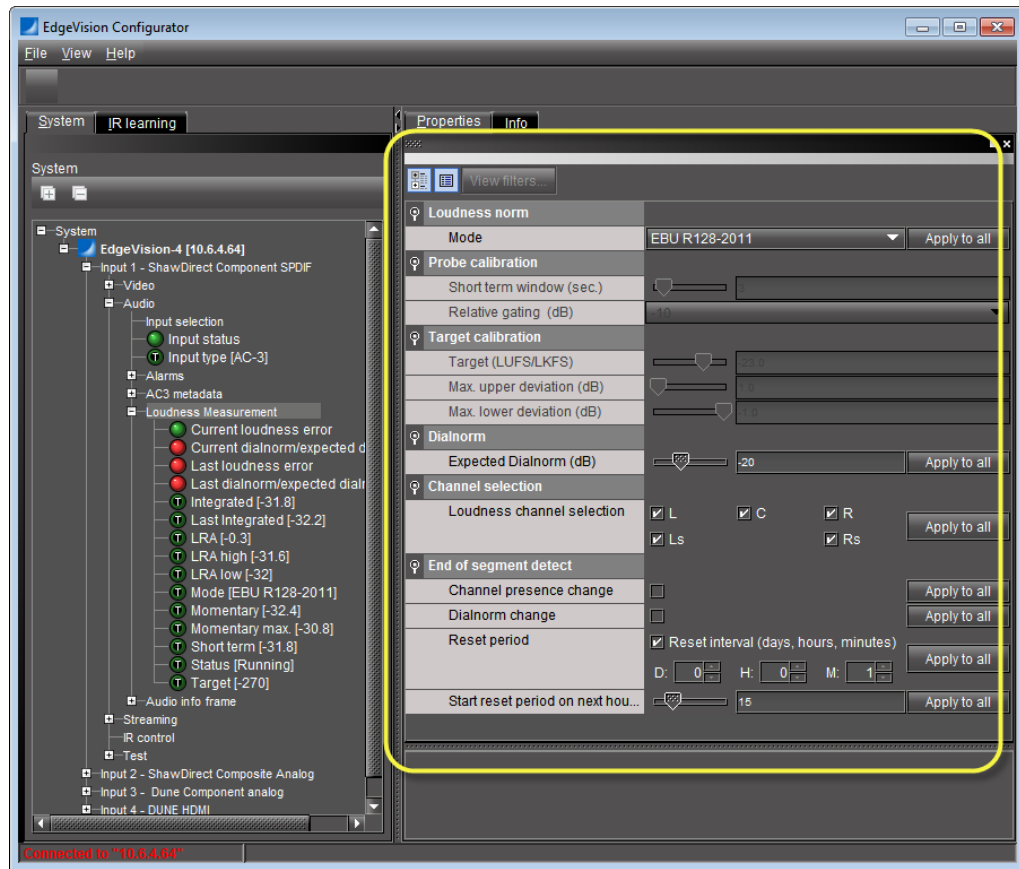 EdgeVision Configurator
File View Help
System IR learning
System
System
EdgeVision-4 [10.6.4.64]
Input 1 - ShawDirect Component SPDIF
Video
Audio
Input selection
Input status
T Input type [AC-3]
Alarms
AC3 metadata
Loudness Measurement
Current loudness error
Current dialnorm/expected d
Last loudness error
Last dialnorm/expected dialr
T Integrated [-31.8]
T Last Integrated [-32.2]
T LRA [-0.3]
T LRA high [-31.6]
T LRA low [-32]
T Mode [EBU R128-2011]
T Momentary [-32.4]
T Momentary max. [-30.8]
T Short term [-31.8]
T Status [Running]
T Target [-270]
Audio info frame
Streaming
IR control
Test
Input 2 - ShawDirect Composite Analog
Input 3 - Dune Component analog
Input 4 - DUNE HDMI
Connected to "10.6.4.64"
Properties Info
View filters...
Loudness norm
Mode EBU R128-2011 Apply to all
Probe calibration
Short term window (sec.) 3
Relative gating (dB) -10
Target calibration
Target (LUFS/LKFS) -23.0
Max. upper deviation (dB) 1.0
Max. lower deviation (dB) -1.0
Dialnorm
Expected Dialnorm (dB) -20 Apply to all
Channel selection
Loudness channel selection L C R
Ls Rs Apply to all
End of segment detect
Channel presence change Apply to all
Dialnorm change Apply to all
Reset period Reset interval (days, hours, minutes)
D: 0 H: 0 M: 1 Apply to all
Start reset period on next hou... 15 Apply to all